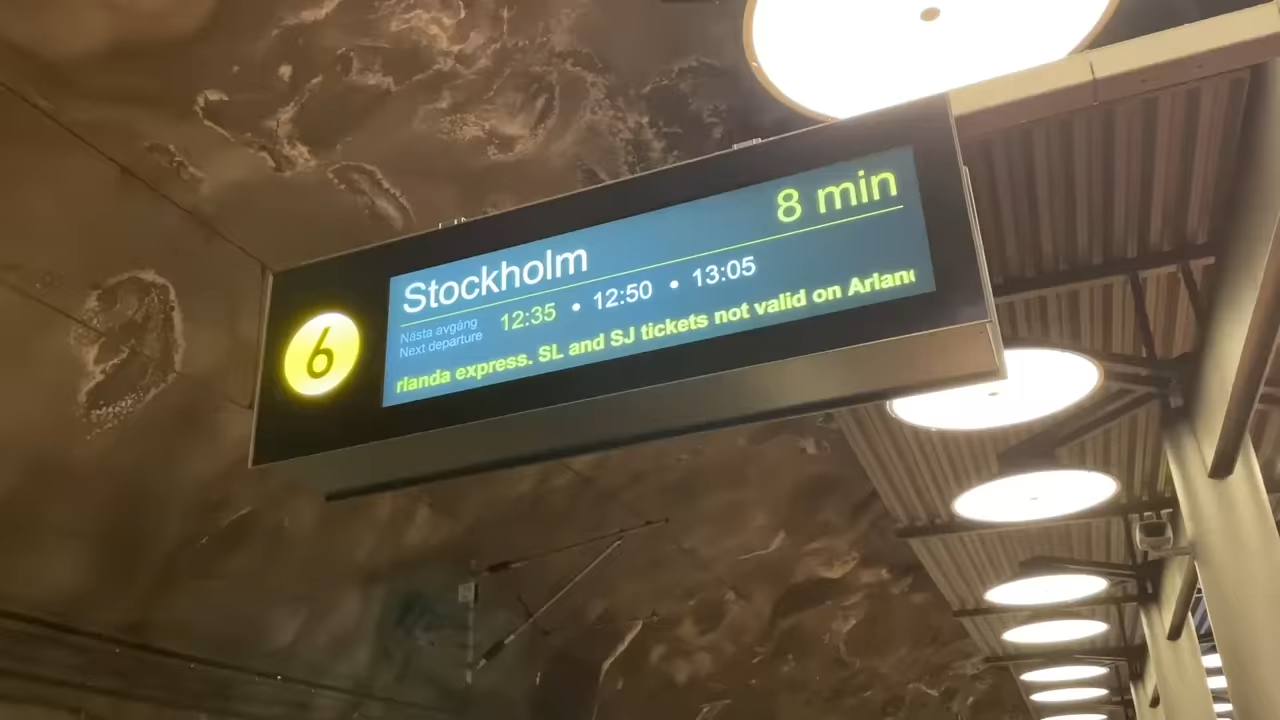 6
Stockholm 8 min
Nästa avgång
Next departure
12:35 • 12:50 • 13:05
rlanda express. SL and SJ tickets not valid on Arlan